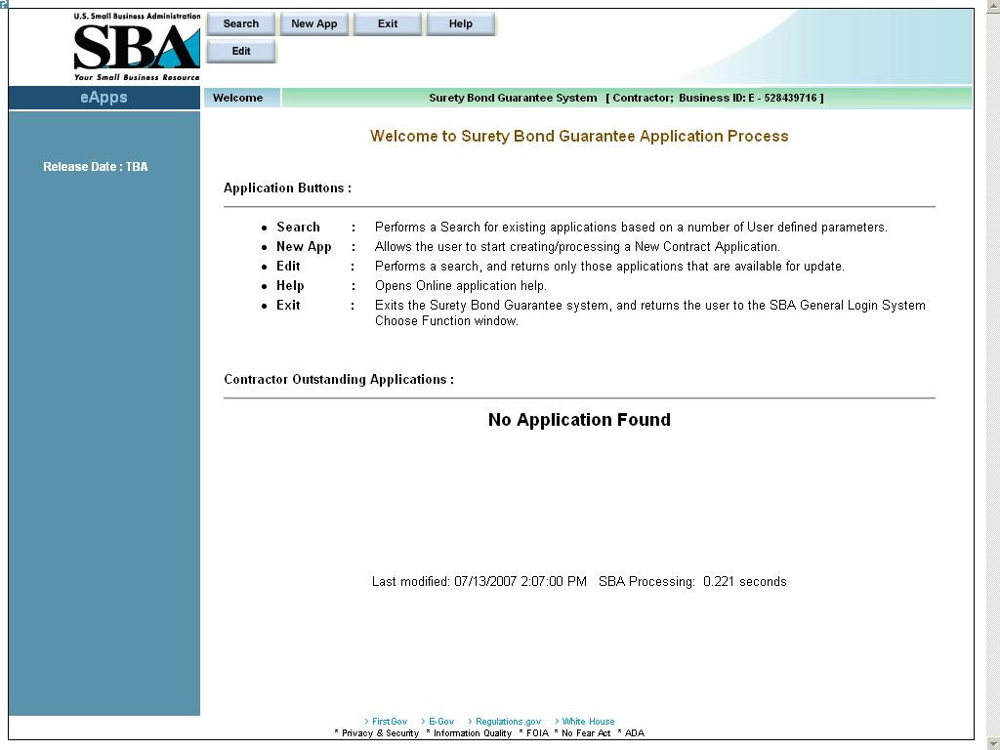 U.S. Small Business Administration
SBA
Your Small Business Resource
Search New App Exit Help
Edit
eApps
Welcome Surety Bond Guarantee System [ Contractor; Business ID: E - 528439716 ]
Release Date : TBA
Welcome to Surety Bond Guarantee Application Process
Application Buttons :
• Search : Performs a Search for existing applications based on a number of User defined parameters.
• New App : Allows the user to start creating/processing a New Contract Application.
• Edit : Performs a search, and returns only those applications that are available for update.
• Help : Opens Online application help.
• Exit : Exits the Surety Bond Guarantee system, and returns the user to the SBA General Login System
Choose Function window.
Contractor Outstanding Applications :
No Application Found
Last modified: 07/13/2007 2:07:00 PM SBA Processing: 0.221 seconds
> FirstGov > E-Gov > Regulations.gov > White House
* Privacy & Security * Information Quality * FOIA * No Fear Act * ADA